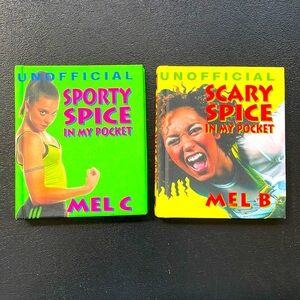 UNOFFICIAL
SPORTY
SPICE
IN MY POCKET
MEL C
UNOFFICIAL
SCARY
SPICE
IN MY POCKET
MEL B